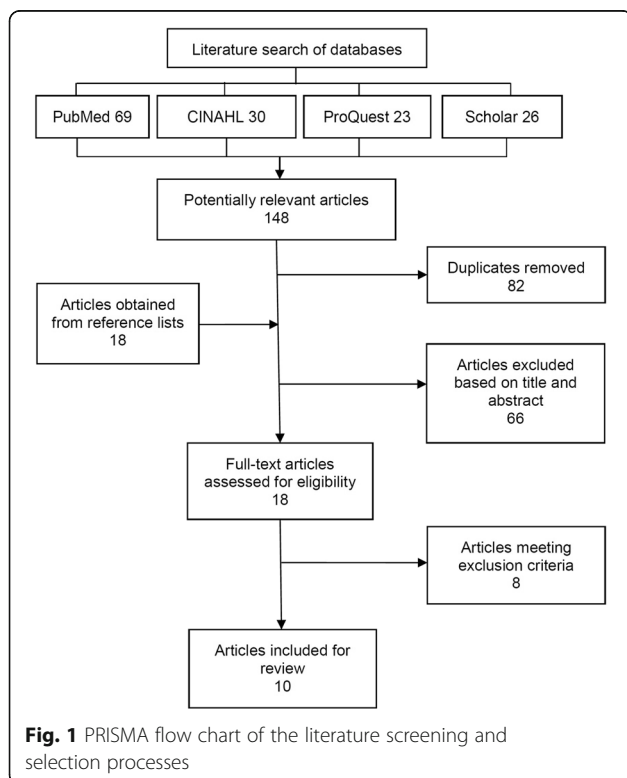 Literature search of databases
PubMed 69
CINAHL 30
ProQuest 23
Scholar 26
Potentially relevant articles
148
Duplicates removed
82
Articles obtained
from reference lists
18
Articles excluded
based on title and
abstract
66
Full-text articles
assessed for eligibility
18
Articles meeting
exclusion criteria
8
Articles included for
review
10
Fig. 1 PRISMA flow chart of the literature screening and
selection processes